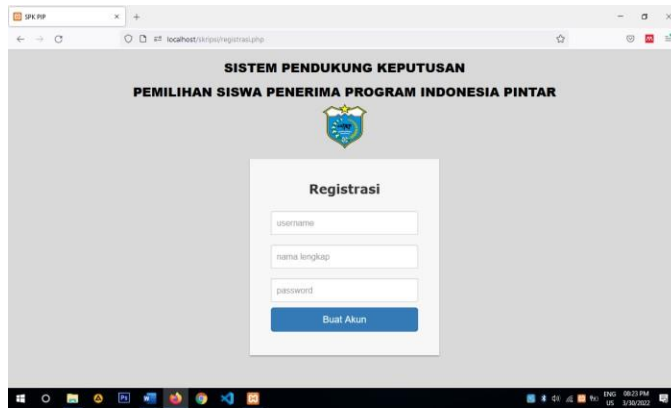 SPK PIP
localhost/skripsi/registrasi.php
SISTEM PENDUKUNG KEPUTUSAN
PEMILIHAN SISWA PENERIMA PROGRAM INDONESIA PINTAR
Registrasi
username
nama lengkap
password
Buat Akun
ENG 08:23 PM
US 3/30/2022